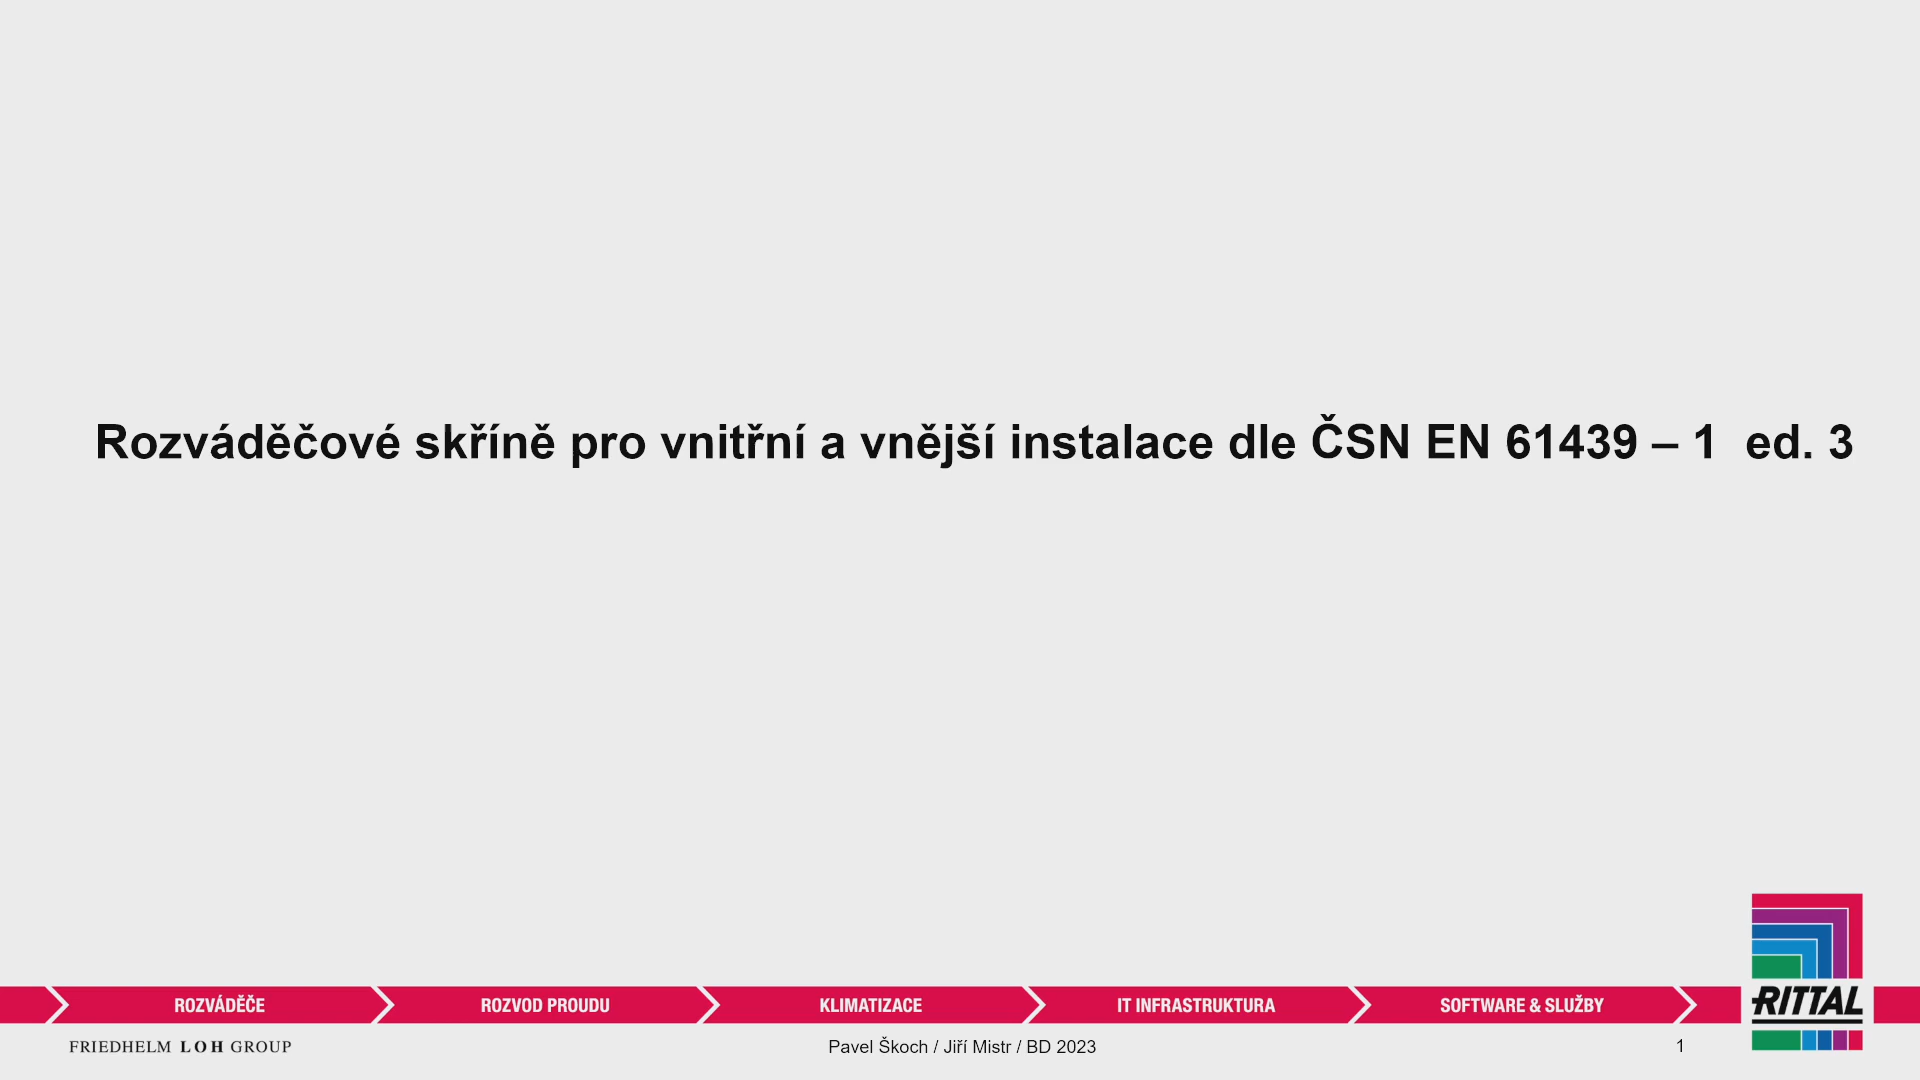 Rozváděčové skříně pro vnitřní a vnější instalace dle ČSN EN 61439 – 1  ed. 3
ROZVÁDĚČE
ROZVOD PROUDU
KLIMATIZACE
IT INFRASTRUKTURA
SOFTWARE & SLUŽBY
RITTAL
FRIEDHELM LOH GROUP
Pavel Škoch / Jiří Mistr / BD 2023
1